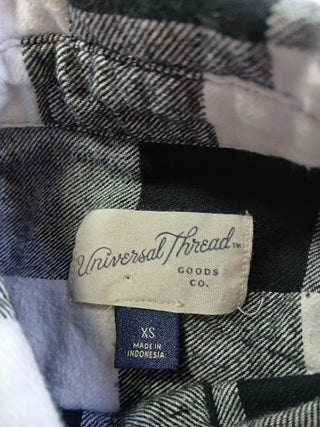 Universal Thread™
GOODS
CO.
XS
MADE IN
INDONESIA